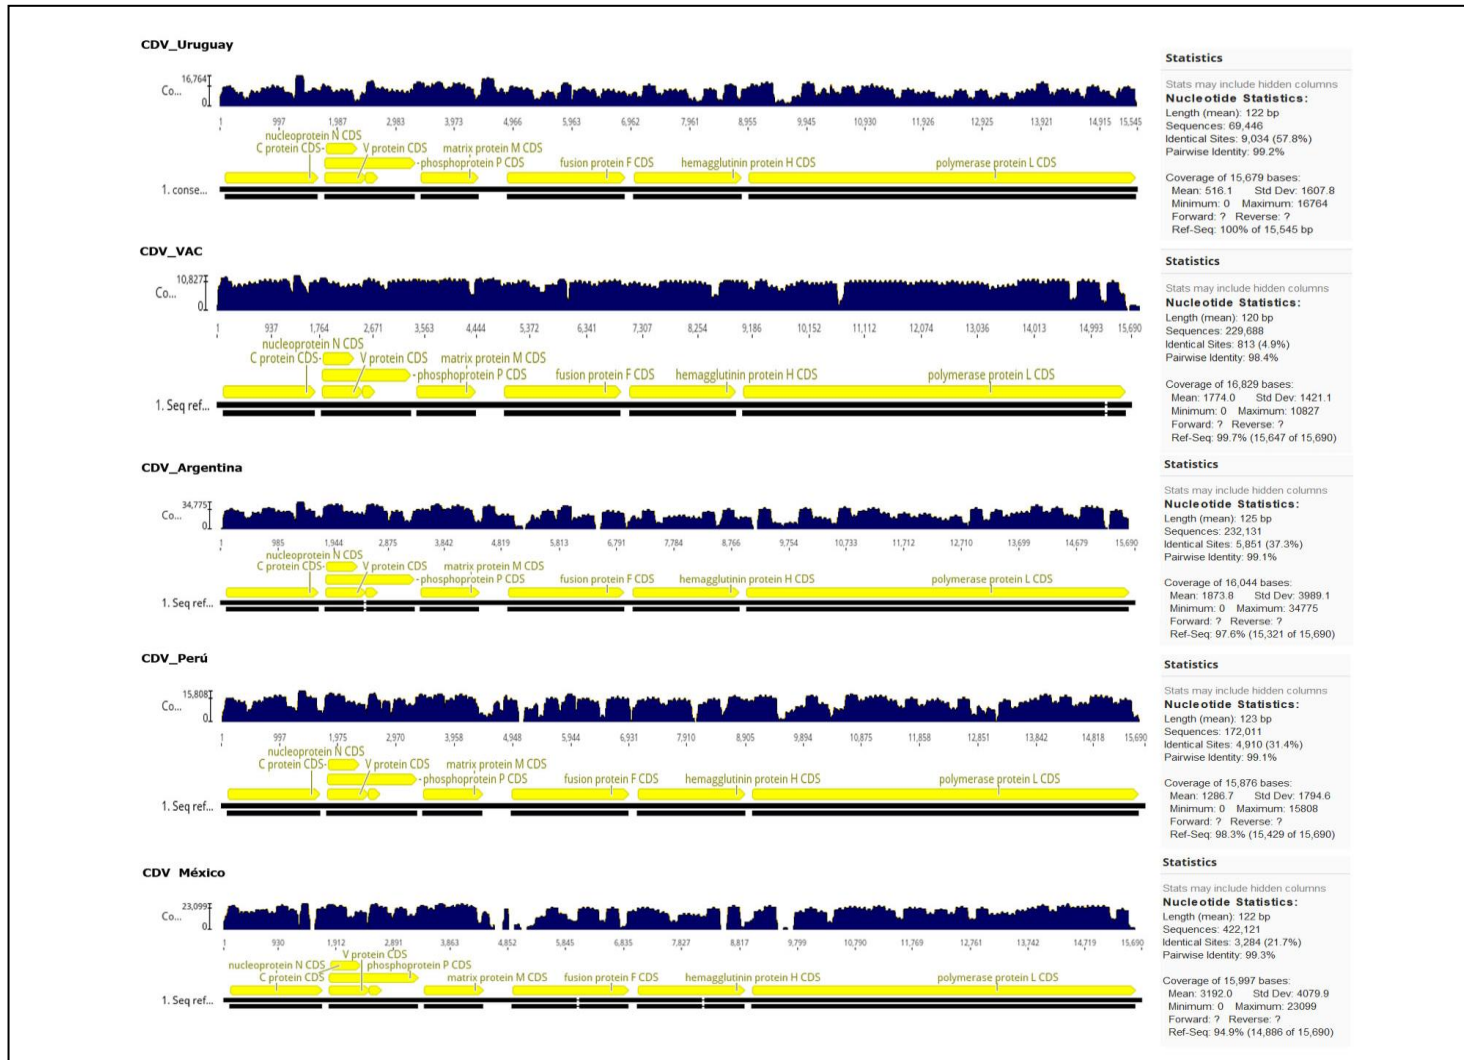 CDV_Uruguay
16,764
Co...
0
1 997 1,987 2,983 3,973 4,966 5,963 6,962 7,961 8,955 9,945 10,930 11,926 12,925 13,921 14,915 15,545
nucleoprotein N CDS
C protein CDS V protein CDS matrix protein M CDS
phosphoprotein P CDS fusion protein F CDS hemagglutinin protein H CDS polymerase protein L CDS
1. conse...
Statistics
Stats may include hidden columns
Nucleotide Statistics:
Length (mean): 122 bp
Sequences: 69,446
Identical Sites: 9,034 (57.8%)
Pairwise Identity: 99.2%
Coverage of 15,679 bases:
Mean: 516.1 Std Dev: 1607.8
Minimum: 0 Maximum: 16764
Forward: ? Reverse: ?
Ref-Seq: 100% of 15,545 bp
CDV_VAC
10,827
Co...
0
1 937 1,764 2,671 3,563 4,444 5,372 6,341 7,307 8,254 9,186 10,152 11,112 12,074 13,036 14,013 14,993 15,690
nucleoprotein N CDS
C protein CDS V protein CDS matrix protein M CDS
phosphoprotein P CDS fusion protein F CDS hemagglutinin protein H CDS polymerase protein L CDS
1. Seq ref...
Statistics
Stats may include hidden columns
Nucleotide Statistics:
Length (mean): 120 bp
Sequences: 229,688
Identical Sites: 813 (4.9%)
Pairwise Identity: 98.4%
Coverage of 16,829 bases:
Mean: 1774.0 Std Dev: 1421.1
Minimum: 0 Maximum: 10827
Forward: ? Reverse: ?
Ref-Seq: 99.7% (15,647 of 15,690)
CDV_Argentina
34,775
Co...
0
1 985 1,944 2,875 3,842 4,819 5,813 6,791 7,784 8,766 9,754 10,733 11,712 12,710 13,699 14,679 15,690
nucleoprotein N CDS
C protein CDS V protein CDS matrix protein M CDS
phosphoprotein P CDS fusion protein F CDS hemagglutinin protein H CDS polymerase protein L CDS
1. Seq ref...
Statistics
Stats may include hidden columns
Nucleotide Statistics:
Length (mean): 125 bp
Sequences: 232,131
Identical Sites: 5,851 (37.3%)
Pairwise Identity: 99.1%
Coverage of 16,044 bases:
Mean: 1873.8 Std Dev: 3989.1
Minimum: 0 Maximum: 34775
Forward: ? Reverse: ?
Ref-Seq: 97.6% (15,321 of 15,690)
CDV_Perú
15,808
Co...
0
1 997 1,975 2,970 3,958 4,948 5,944 6,931 7,910 8,905 9,894 10,875 11,858 12,851 13,842 14,818 15,690
nucleoprotein N CDS
C protein CDS V protein CDS matrix protein M CDS
phosphoprotein P CDS fusion protein F CDS hemagglutinin protein H CDS polymerase protein L CDS
1. Seq ref...
Statistics
Stats may include hidden columns
Nucleotide Statistics:
Length (mean): 123 bp
Sequences: 172,011
Identical Sites: 4,910 (31.4%)
Pairwise Identity: 99.1%
Coverage of 15,876 bases:
Mean: 1286.7 Std Dev: 1794.6
Minimum: 0 Maximum: 15808
Forward: ? Reverse: ?
Ref-Seq: 98.3% (15,429 of 15,690)
CDV México
23,099
Co...
0
1 930 1,912 2,891 3,863 4,852 5,845 6,835 7,827 8,817 9,799 10,790 11,769 12,761 13,742 14,719 15,690
V protein CDS
nucleoprotein N CDS phosphoprotein P CDS
C protein CDS matrix protein M CDS fusion protein F CDS hemagglutinin protein H CDS polymerase protein L CDS
1. Seq ref...
Statistics
Stats may include hidden columns
Nucleotide Statistics:
Length (mean): 122 bp
Sequences: 422,121
Identical Sites: 3,284 (21.7%)
Pairwise Identity: 99.3%
Coverage of 15,997 bases:
Mean: 3192.0 Std Dev: 4079.9
Minimum: 0 Maximum: 23099
Forward: ? Reverse: ?
Ref-Seq: 94.9% (14,886 of 15,690)